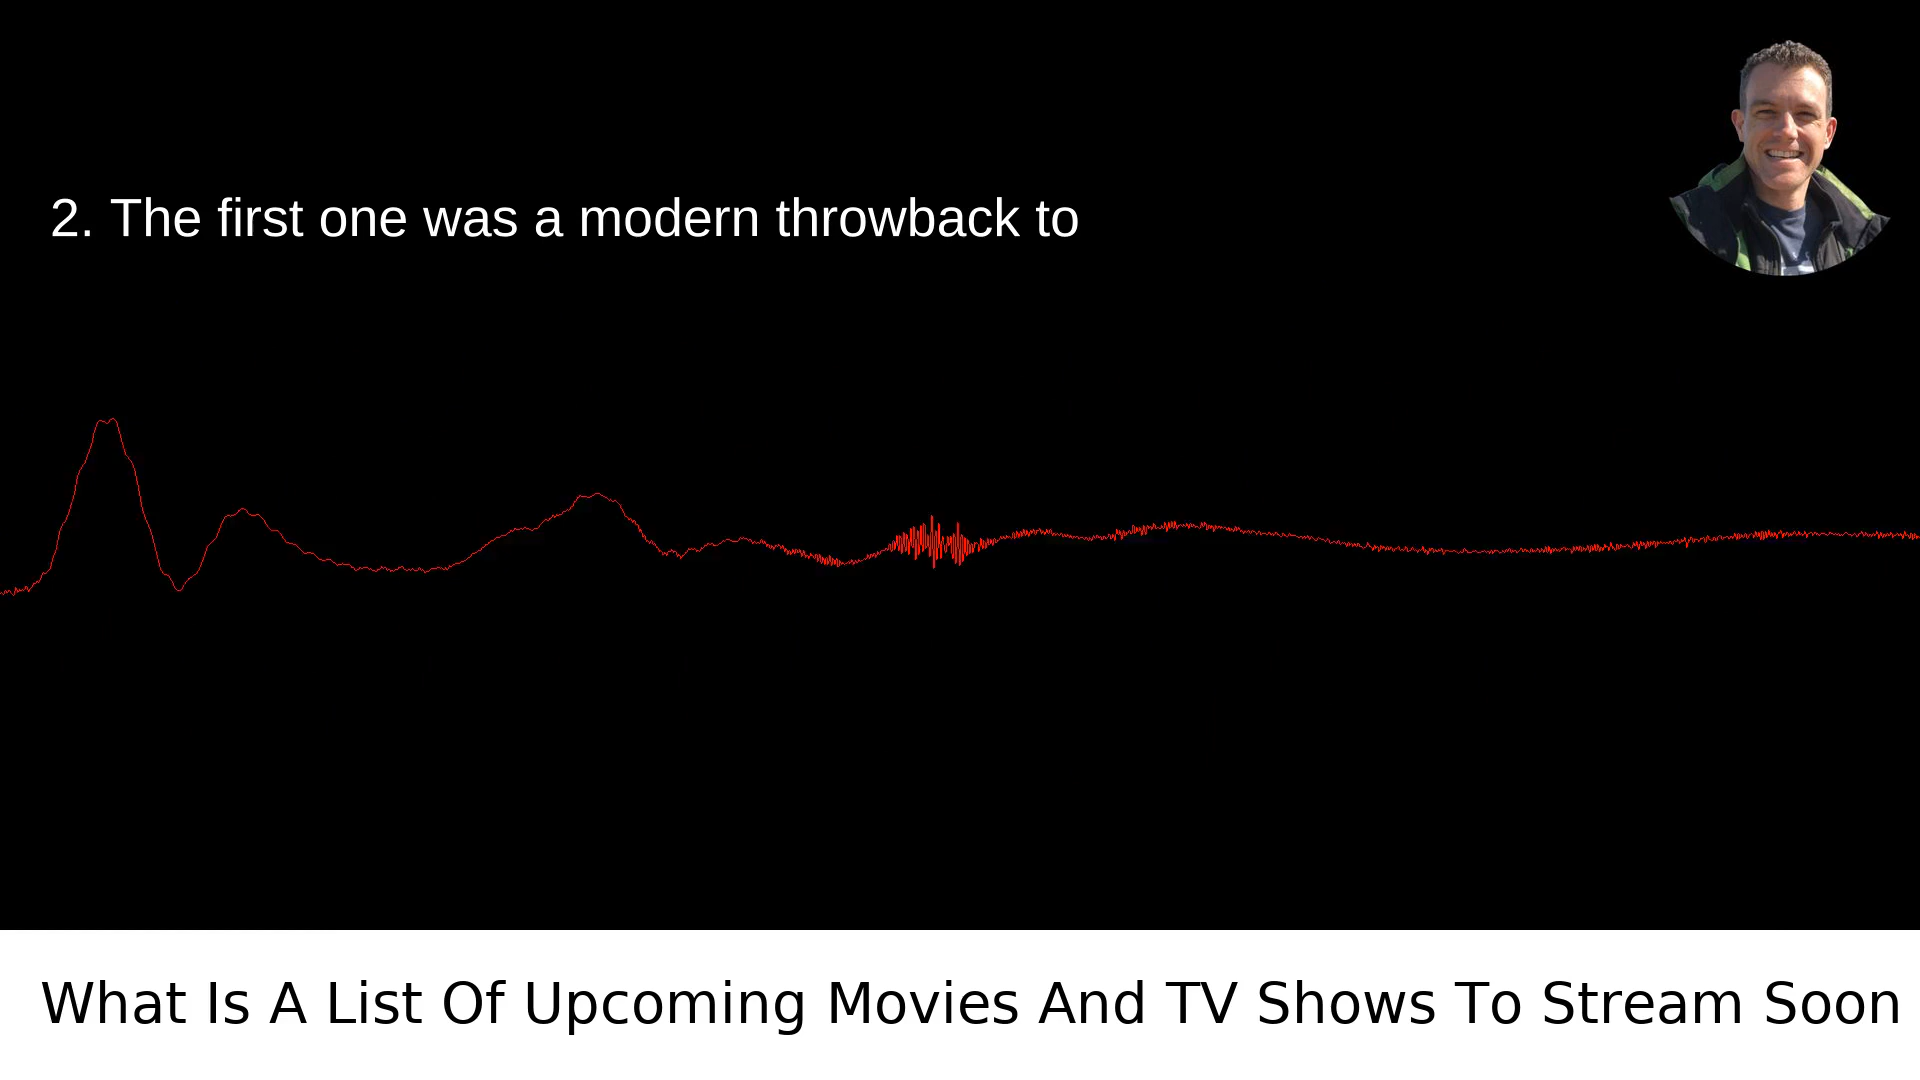 2. The first one was a modern throwback to
What Is A List Of Upcoming Movies And TV Shows To Stream Soon